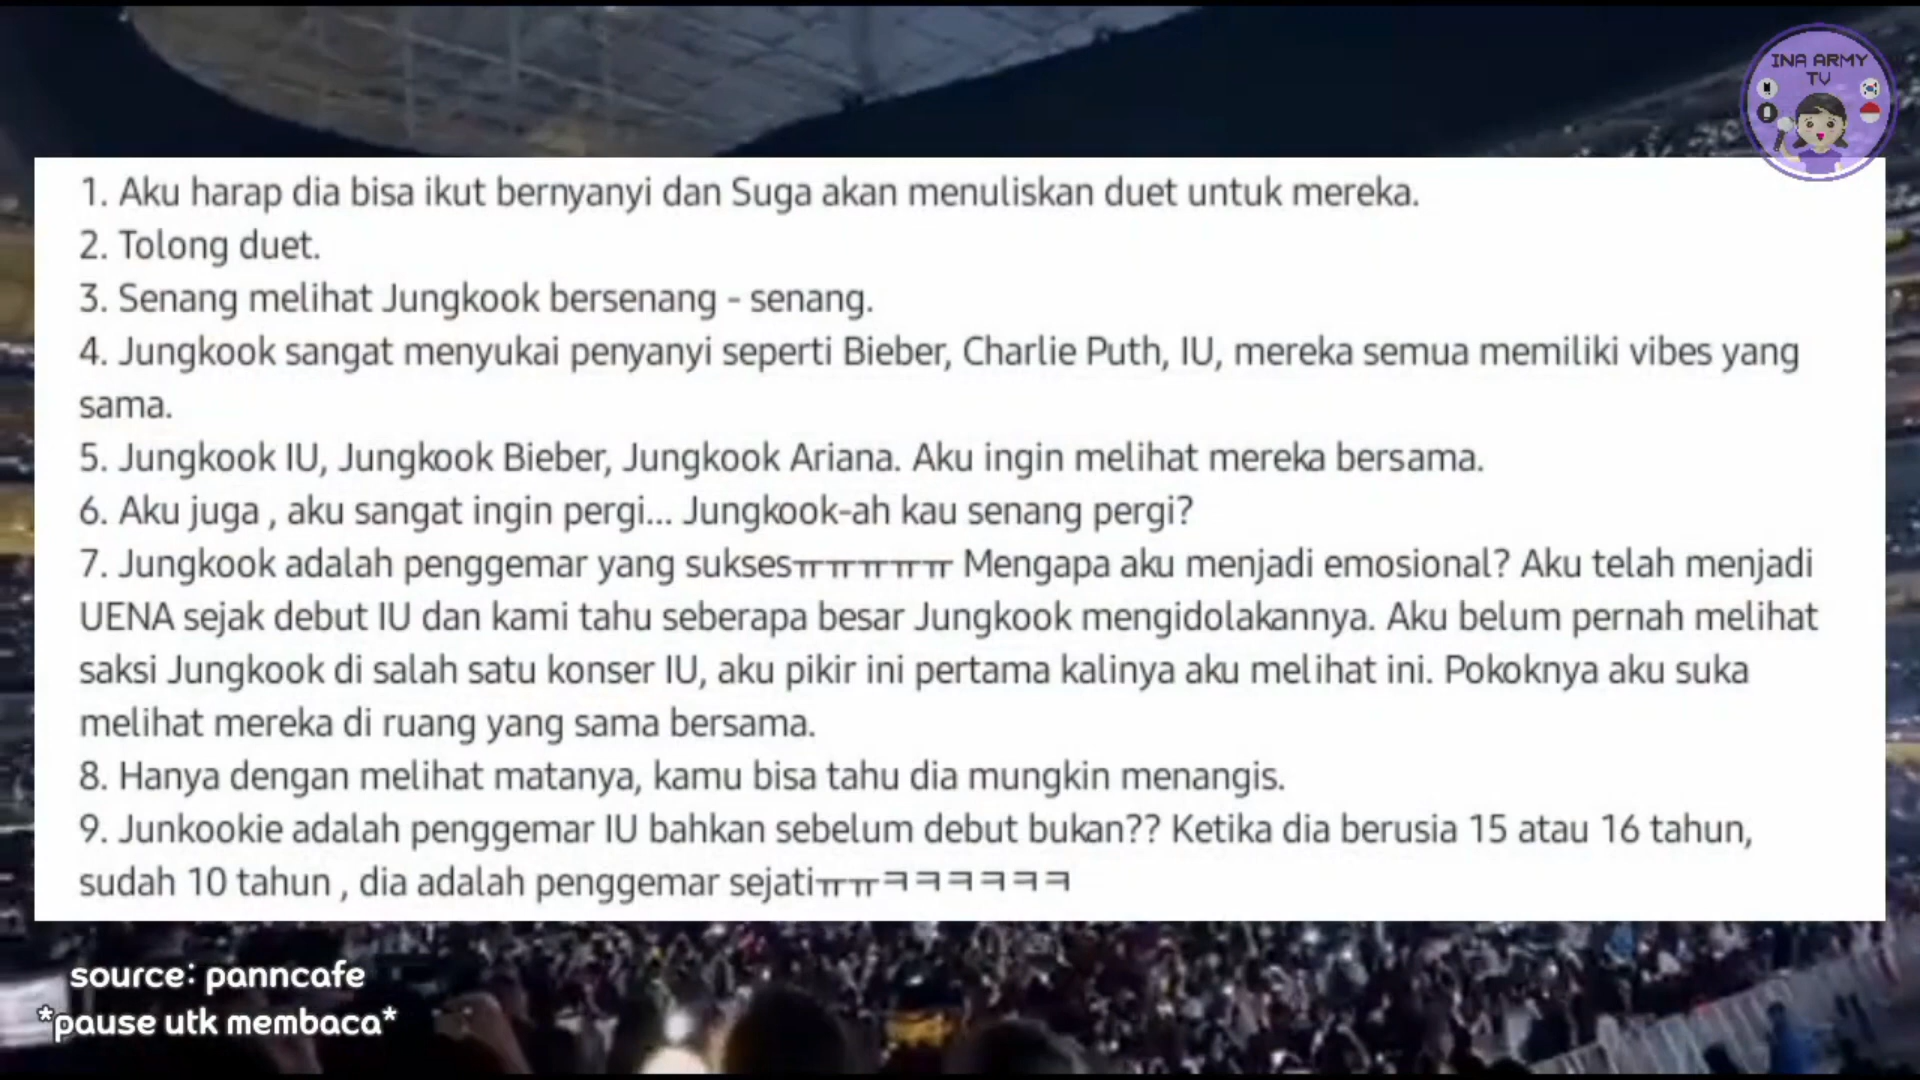 INA ARMY
TV
1. Aku harap dia bisa ikut bernyanyi dan Suga akan menuliskan duet untuk mereka.
2. Tolong duet.
3. Senang melihat Jungkook bersenang - senang.
4. Jungkook sangat menyukai penyanyi seperti Bieber, Charlie Puth, IU, mereka semua memiliki vibes yang
sama.
5. Jungkook IU, Jungkook Bieber, Jungkook Ariana. Aku ingin melihat mereka bersama.
6. Aku juga , aku sangat ingin pergi... Jungkook-ah kau senang pergi?
7. Jungkook adalah penggemar yang suksesㅠㅠㅠㅠㅠ Mengapa aku menjadi emosional? Aku telah menjadi
UENA sejak debut IU dan kami tahu seberapa besar Jungkook mengidolakannya. Aku belum pernah melihat
saksi Jungkook di salah satu konser IU, aku pikir ini pertama kalinya aku melihat ini. Pokoknya aku suka
melihat mereka di ruang yang sama bersama.
8. Hanya dengan melihat matanya, kamu bisa tahu dia mungkin menangis.
9. Junkookie adalah penggemar IU bahkan sebelum debut bukan?? Ketika dia berusia 15 atau 16 tahun,
sudah 10 tahun , dia adalah penggemar sejatiㅠㅠㅋㅋㅋㅋㅋㅋ
source: panncafe
*pause utk membaca*